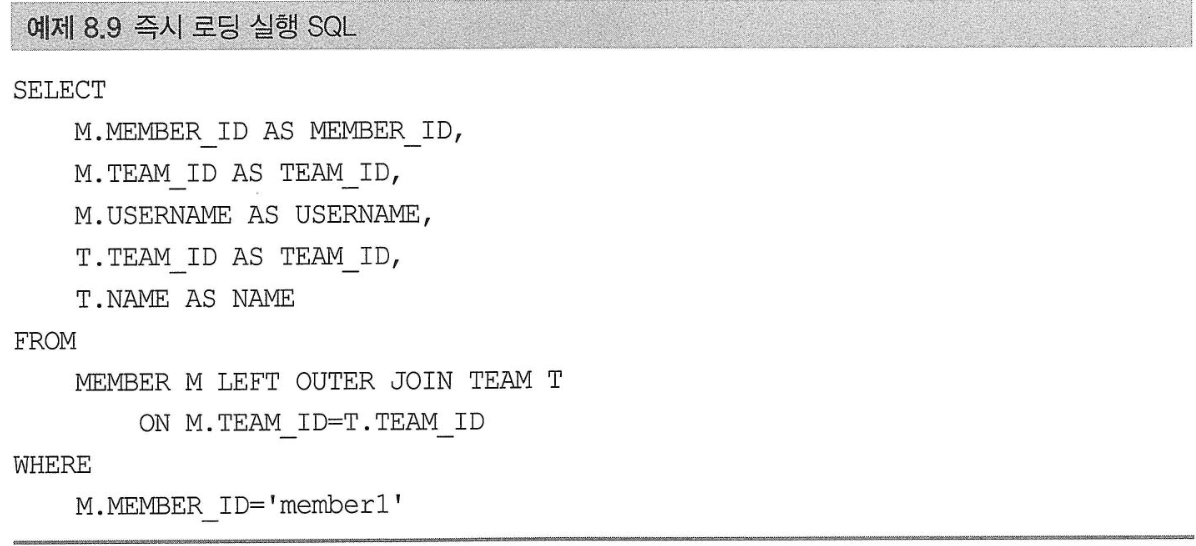 예제 8.9 즉시 로딩 실행 SQL
SELECT
M.MEMBER_ID AS MEMBER_ID,
M.TEAM_ID AS TEAM_ID,
M.USERNAME AS USERNAME,
T.TEAM_ID AS TEAM_ID,
T.NAME AS NAME
FROM
MEMBER M LEFT OUTER JOIN TEAM T
ON M.TEAM_ID=T.TEAM_ID
WHERE
M.MEMBER_ID='member1'